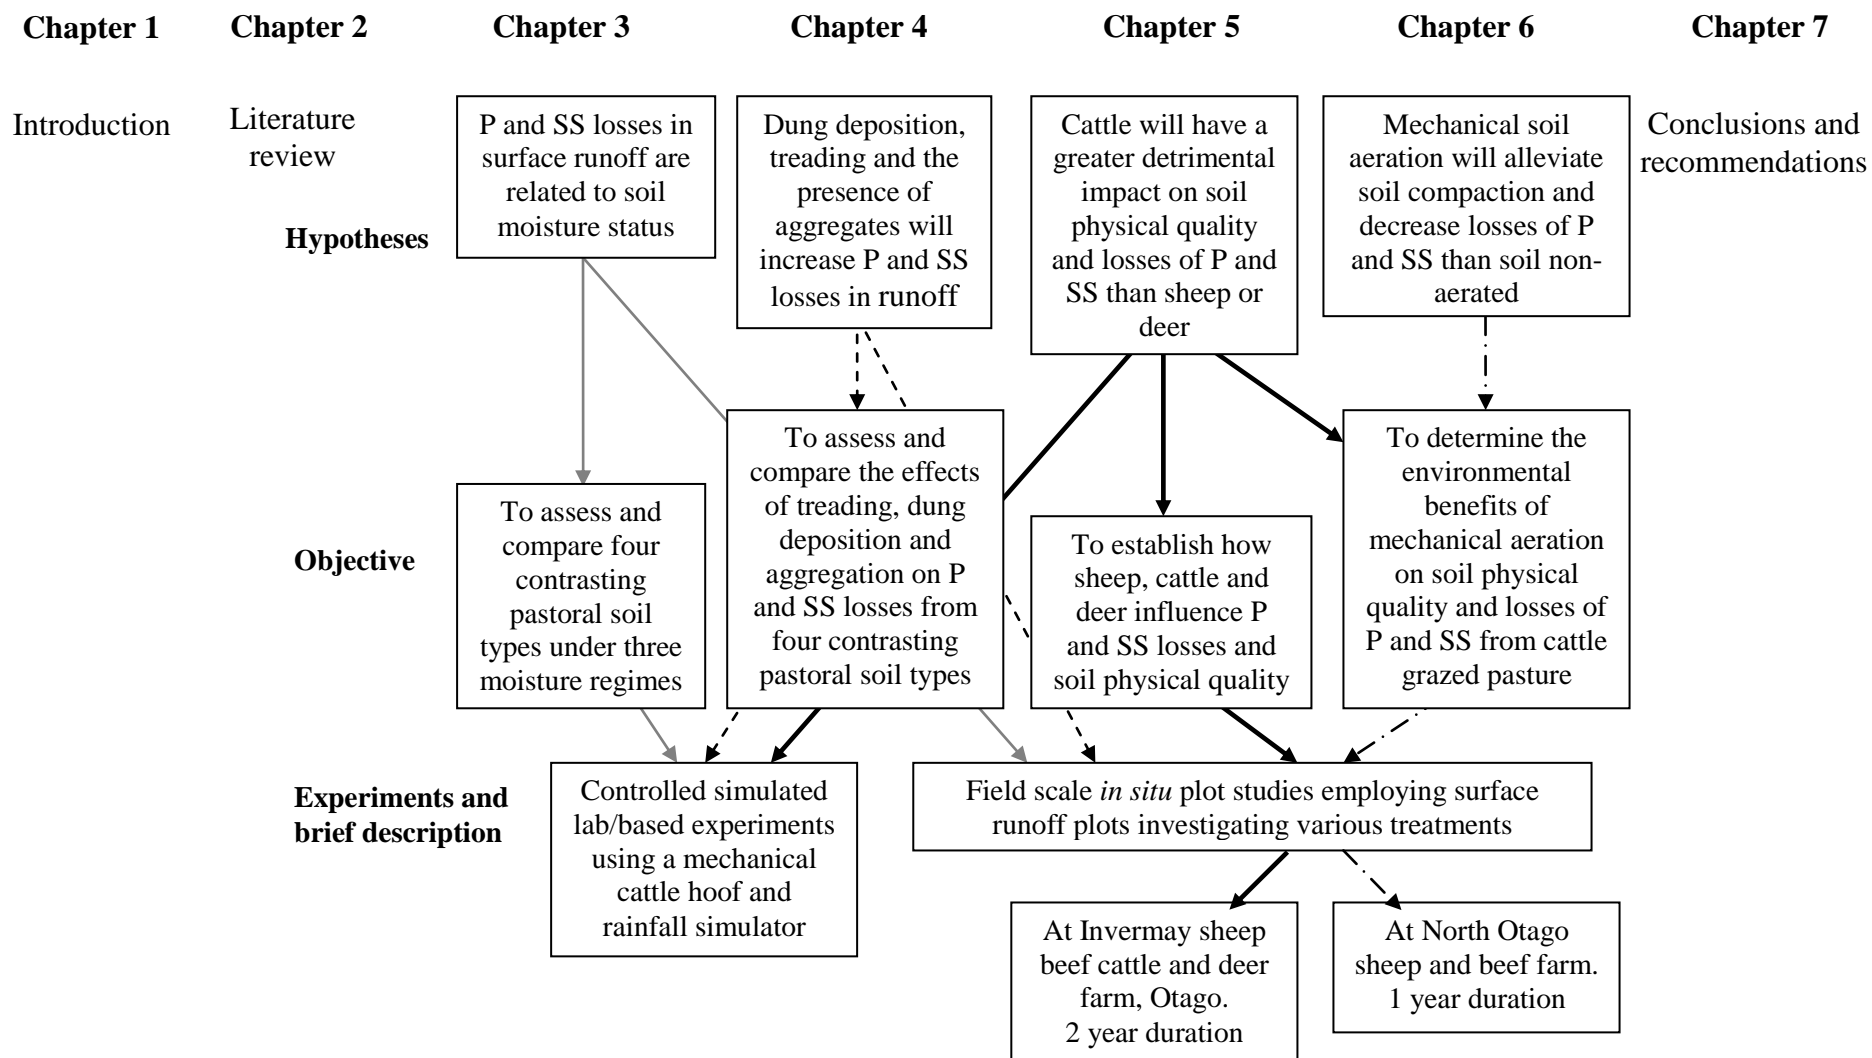 Chapter 1
Chapter 2
Chapter 3
Chapter 4
Chapter 5
Chapter 6
Chapter 7
Introduction
Literature
review
P and SS losses in
surface runoff are
related to soil
moisture status
Dung deposition,
treading and the
presence of
aggregates will
increase P and SS
losses in runoff
Cattle will have a
greater detrimental
impact on soil
physical quality
and losses of P and
SS than sheep or
deer
Mechanical soil
aeration will alleviate
soil compaction and
decrease losses of P
and SS than soil non-
aerated
Conclusions and
recommendations
Hypotheses
Objective
To assess and
compare four
contrasting
pastoral soil
types under three
moisture regimes
To assess and
compare the effects
of treading, dung
deposition and
aggregation on P
and SS losses from
four contrasting
pastoral soil types
To establish how
sheep, cattle and
deer influence P
and SS losses and
soil physical quality
To determine the
environmental
benefits of
mechanical aeration
on soil physical
quality and losses of
P and SS from cattle
grazed pasture
Experiments and
brief description
Controlled simulated
lab/based experiments
using a mechanical
cattle hoof and
rainfall simulator
Field scale in situ plot studies employing surface
runoff plots investigating various treatments
At Invermay sheep
beef cattle and deer
farm, Otago.
2 year duration
At North Otago
sheep and beef farm.
1 year duration